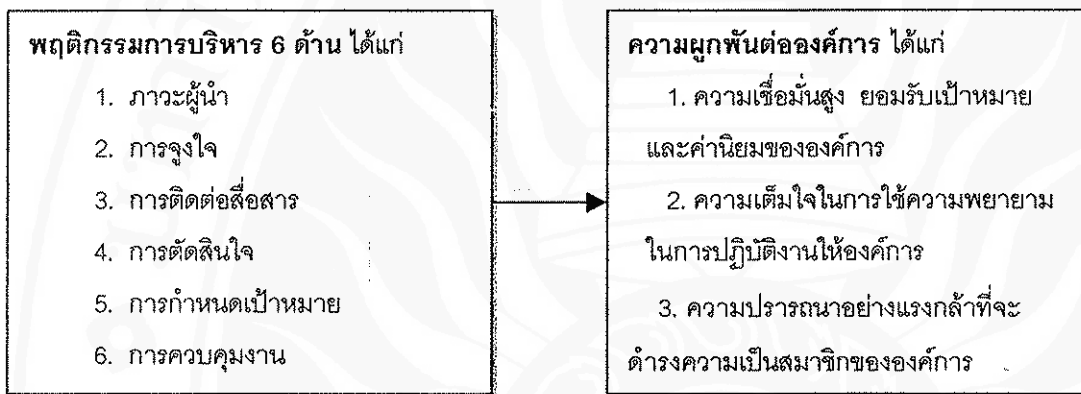 พฤติกรรมการบริหาร 6 ด้าน ได้แก่
1. ภาวะผู้นำ
2. การจูงใจ
3. การติดต่อสื่อสาร
4. การตัดสินใจ
5. การกำหนดเป้าหมาย
6. การควบคุมงาน
ความผูกพันต่อองค์การ ได้แก่
1. ความเชื่อมั่นสูง ยอมรับเป้าหมาย
และค่านิยมขององค์การ
2. ความเต็มใจในการใช้ความพยายาม
ในการปฏิบัติงานให้องค์การ
3. ความปรารถนาอย่างแรงกล้าที่จะ
ดำรงความเป็นสมาชิกขององค์การ